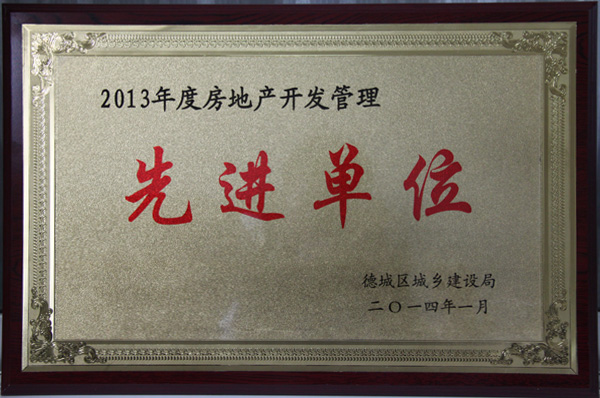 2013年度房地产开发管理
先进单位
德城区城乡建设局
二〇一四年一月